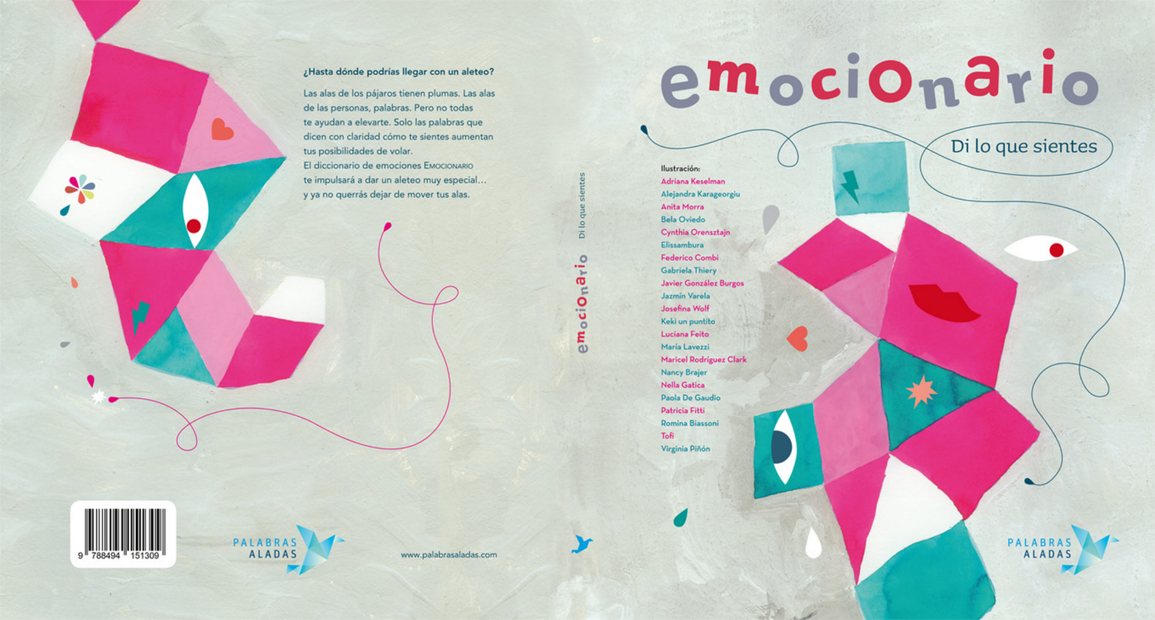 ¿Hasta dónde podrías llegar con un aleteo?
Las alas de los pájaros tienen plumas. Las alas
de las personas, palabras. Pero no todas
te ayudan a elevarte. Solo las palabras que
dicen con claridad cómo te sientes aumentan
tus posibilidades de volar.
El diccionario de emociones EMOCIONARIO
te impulsará a dar un aleteo muy especial...
y ya no querrás dejar de mover tus alas.
9 788494 151309
PALABRAS
ALADAS
www.palabrasaladas.com
emocionario Di lo que sientes
emocionario
Di lo que sientes
Ilustración:
Adriana Keselman
Alejandra Karageorgiu
Anita Morra
Bela Oviedo
Cynthia Orensztajn
Elissambura
Federico Combi
Gabriela Thiery
Javier González Burgos
Jazmín Varela
Josefina Wolf
Keki un puntito
Luciana Feito
María Lavezzi
Maricel Rodríguez Clark
Nancy Brajer
Nella Gatica
Paola De Gaudio
Patricia Fitti
Romina Biassoni
Tofi
Virginia Piñón
PALABRAS
ALADAS